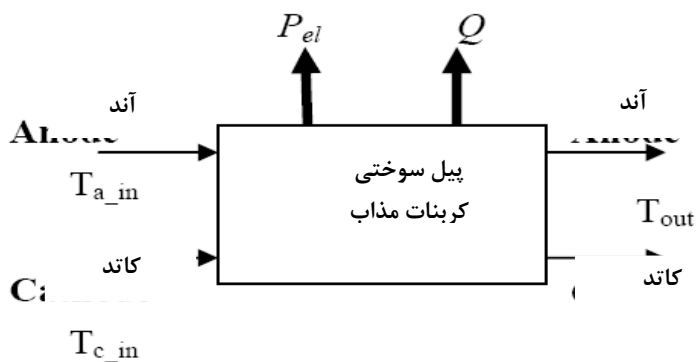 P_el
Q
آند
آند
T_a_in
پیل سوختی
کربنات مذاب
T_out
کاتد
کاتد
T_c_in